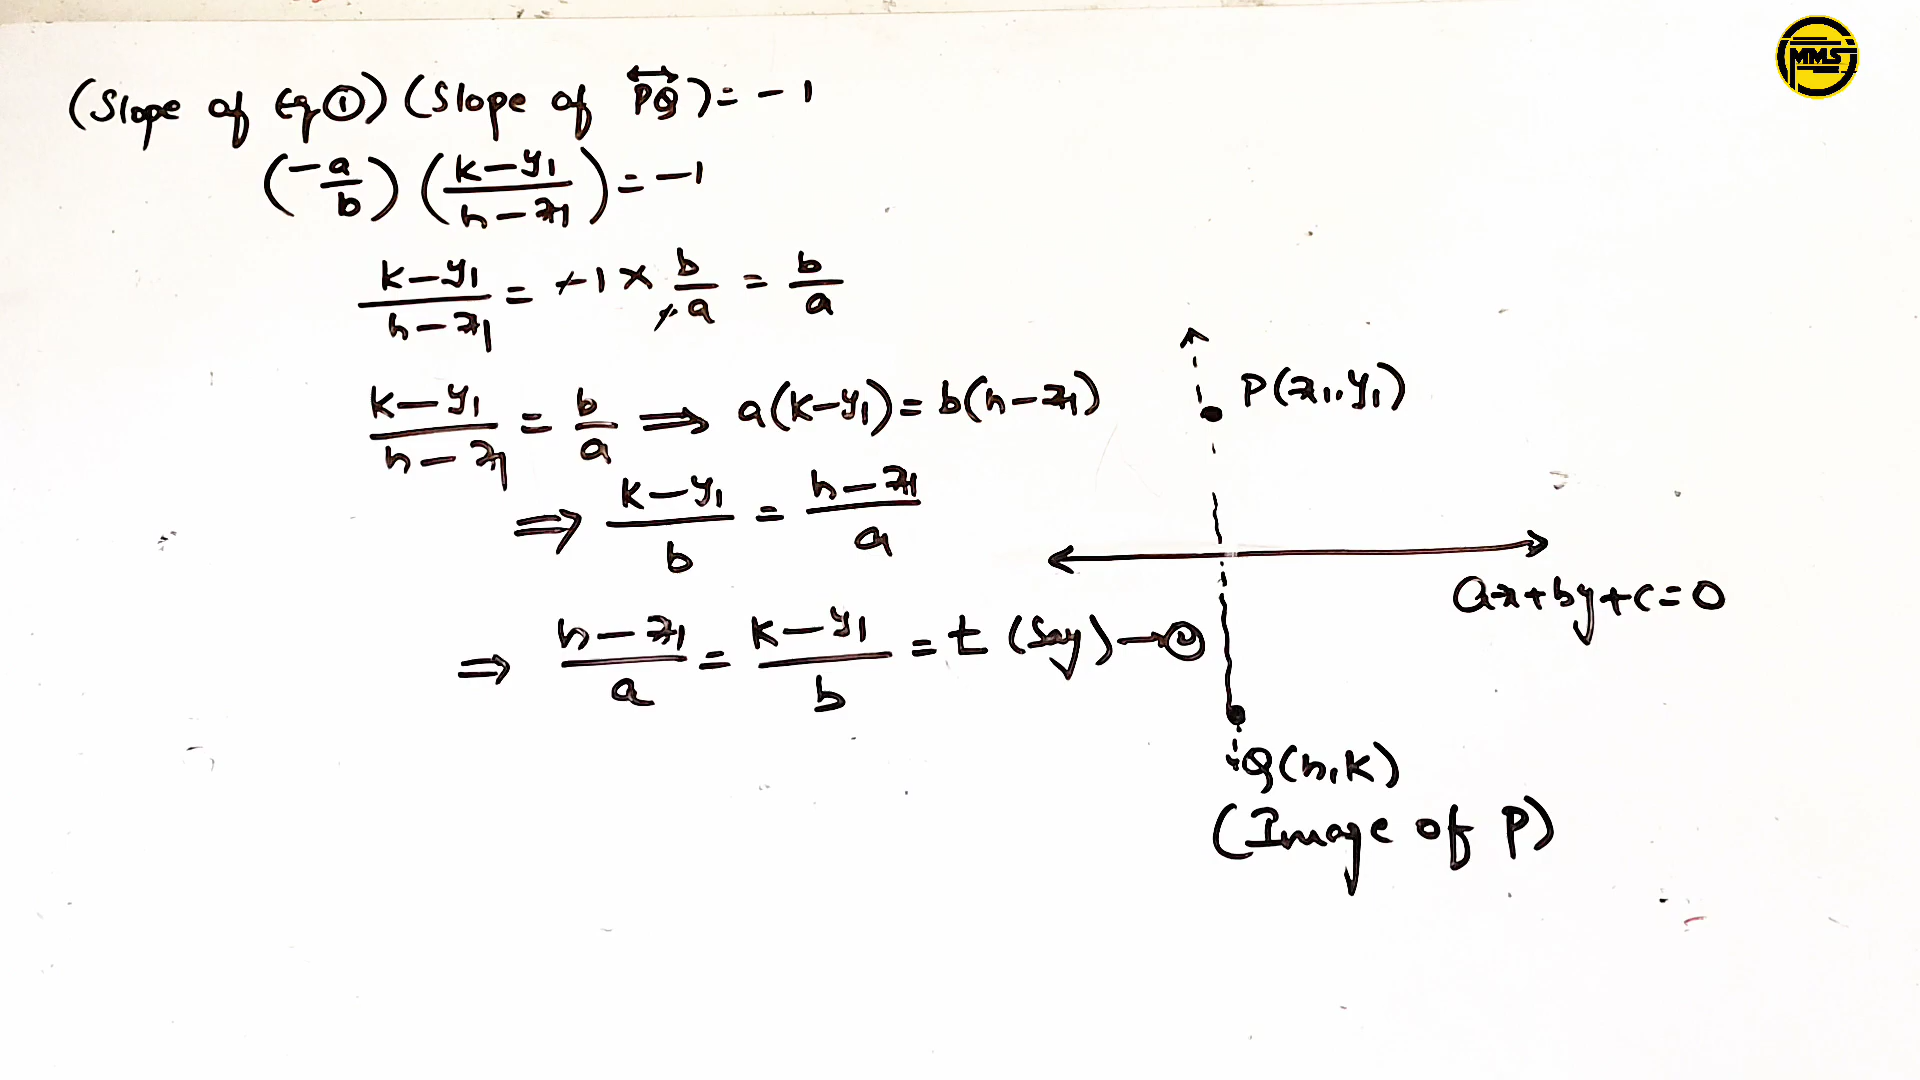 (Slope of Eq①)(Slope of PQ) = -1
(-a/b) (k-y₁/h-x₁) = -1
k-y₁/h-x₁ = -1 × b/-a = b/a
k-y₁/h-x₁ = b/a ⟹ a(k-y₁) = b(h-x₁)
⟹ k-y₁/b = h-x₁/a
⟹ h-x₁/a = k-y₁/b = t (Say) → ②
P(x₁, y₁)
ax+by+c=0
Q(h,k)
(Image of P)
MMS